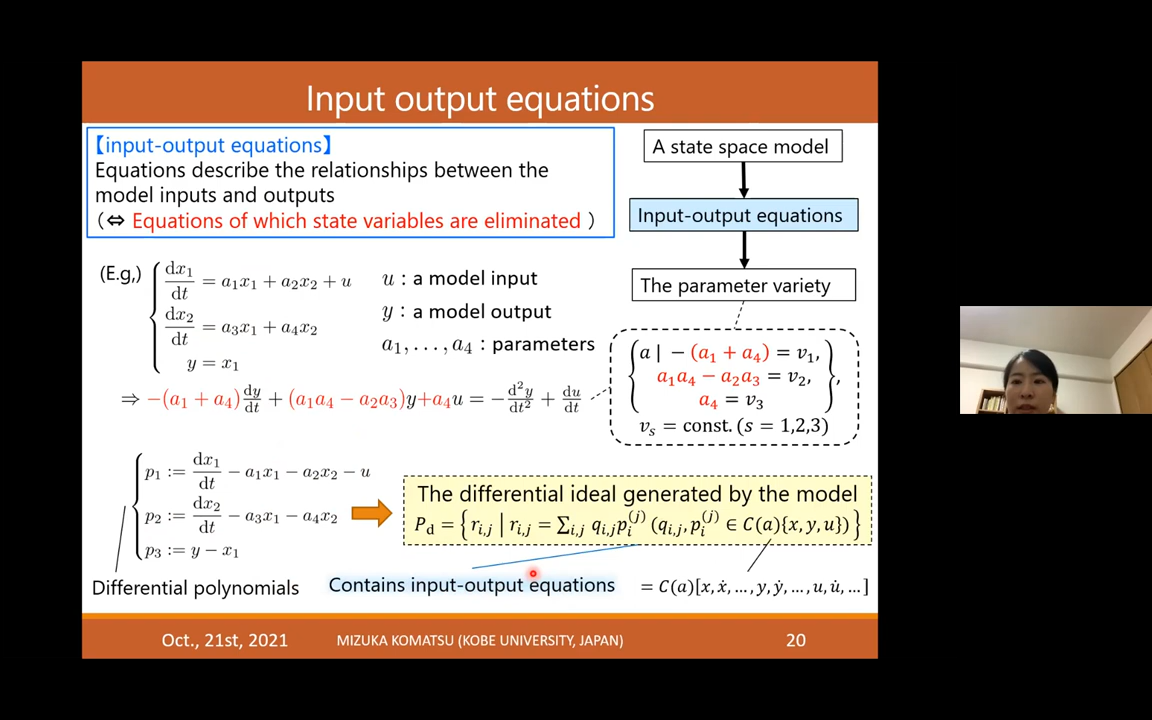 Input output equations
【input-output equations】
Equations describe the relationships between the
model inputs and outputs
(⇔ Equations of which state variables are eliminated )
A state space model
Input-output equations
The parameter variety
(E.g,) { dx₁/dt = a₁x₁ + a₂x₂ + u
dx₂/dt = a₃x₁ + a₄x₂
y = x₁
u : a model input
y : a model output
a₁, . . . , a₄ : parameters
⇒ −(a₁ + a₄) dy/dt + (a₁a₄ − a₂a₃)y+a₄u = − d²y/dt² + du/dt
{ a | − (a₁ + a₄) = v₁,
a₁a₄ − a₂a₃ = v₂,
a₄ = v₃ },
vₛ = const. (s = 1,2,3)
{ p₁ := dx₁/dt − a₁x₁ − a₂x₂ − u
p₂ := dx₂/dt − a₃x₁ − a₄x₂
p₃ := y − x₁
Differential polynomials
The differential ideal generated by the model
P_d = { r_{i,j} | r_{i,j} = ∑_{i,j} q_{i,j}p_i^{(j)} (q_{i,j}, p_i^{(j)} ∈ C(a){x, y, u}) }
Contains input-output equations
= C(a)[x, ẋ, ..., y, ẏ, ..., u, u̇, ...]
Oct., 21st, 2021
MIZUKA KOMATSU (KOBE UNIVERSITY, JAPAN)
20